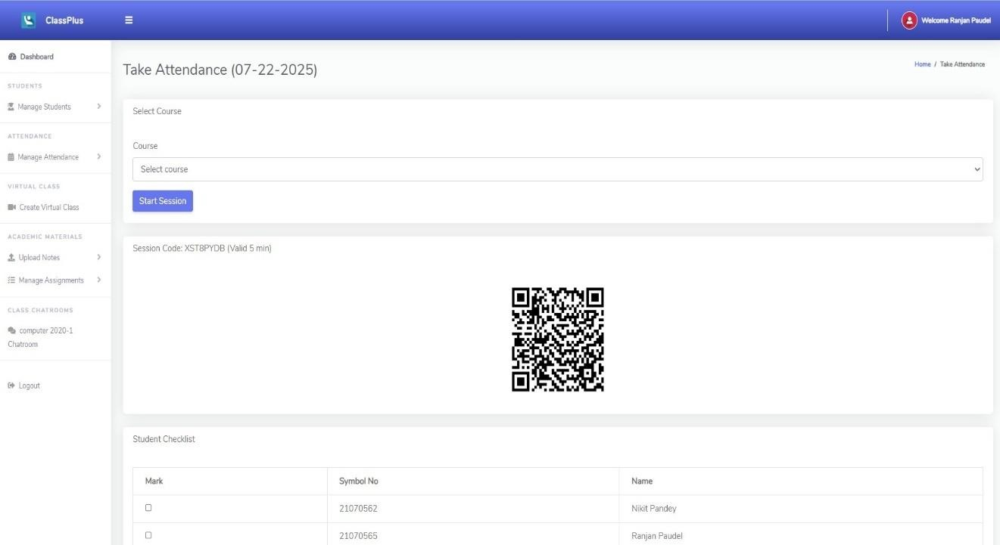 ClassPlus
Welcome Ranjan Paudel
Dashboard
STUDENTS
Manage Students
ATTENDANCE
Manage Attendance
VIRTUAL CLASS
Create Virtual Class
ACADEMIC MATERIALS
Upload Notes
Manage Assignments
CLASS CHATROOMS
computer 2020-1
Chatroom
Logout
Take Attendance (07-22-2025)
Home / Take Attendance
Select Course
Course
Select course
Start Session
Session Code: XST8PYDB (Valid 5 min)
Student Checklist
Mark Symbol No Name
21070562 Nikit Pandey
21070565 Ranjan Paudel